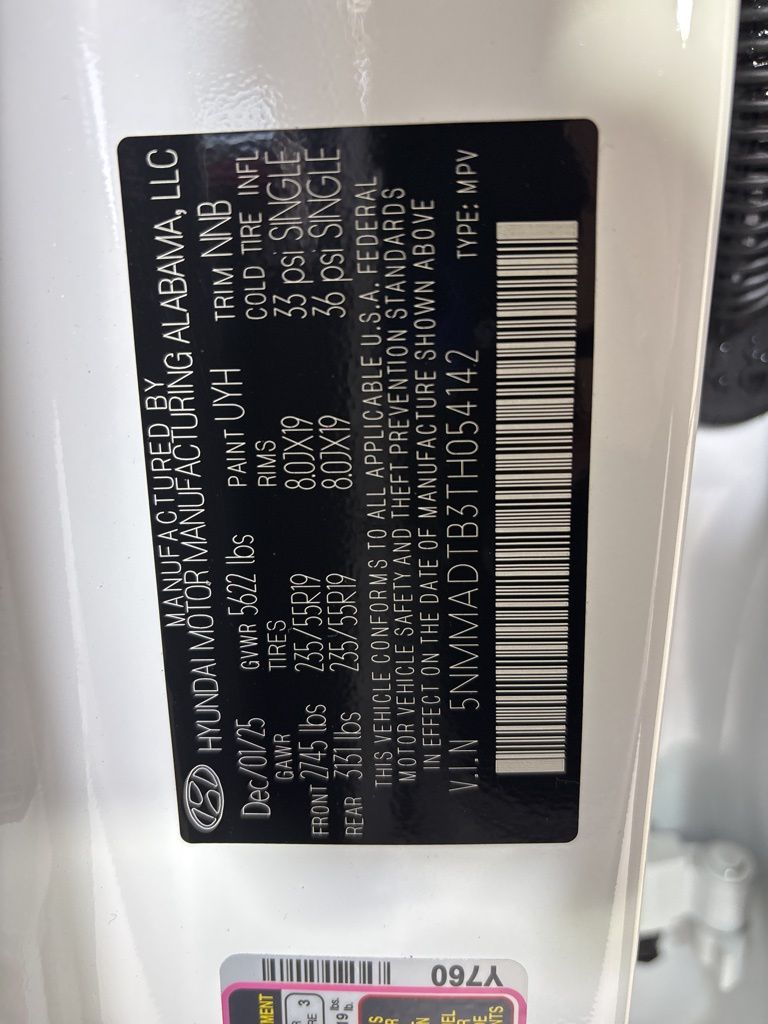 MANUFACTURED BY
HYUNDAI MOTOR MANUFACTURING ALABAMA, LLC
Dec/01/25 GVWR 5622 lbs PAINT UYH TRIM NNB
GAWR TIRES RIMS COLD TIRE INFL
FRONT 2745 lbs 235/55R19 8.0JX19 33 psi SINGLE
REAR 3131 lbs 235/55R19 8.0JX19 36 psi SINGLE
THIS VEHICLE CONFORMS TO ALL APPLICABLE U.S.A. FEDERAL
MOTOR VEHICLE SAFETY AND THEFT PREVENTION STANDARDS
IN EFFECT ON THE DATE OF MANUFACTURE SHOWN ABOVE
V.I.N 5NMMADTB3TH054142 TYPE: MPV
Y760